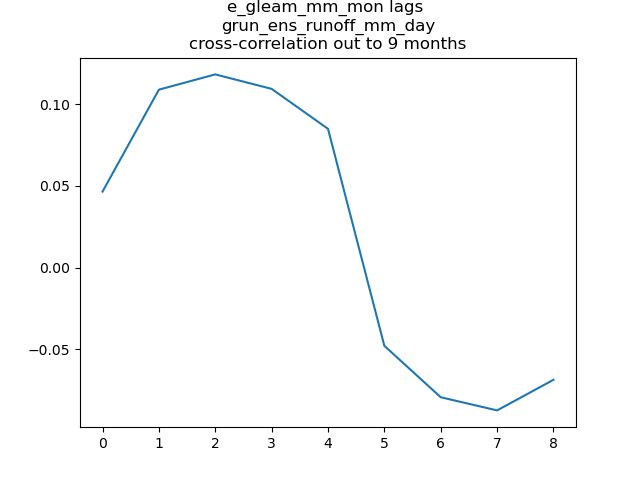 e_gleam_mm_mon lags
grun_ens_runoff_mm_day
cross-correlation out to 9 months
0.10
0.05
0.00
−0.05
0 1 2 3 4 5 6 7 8